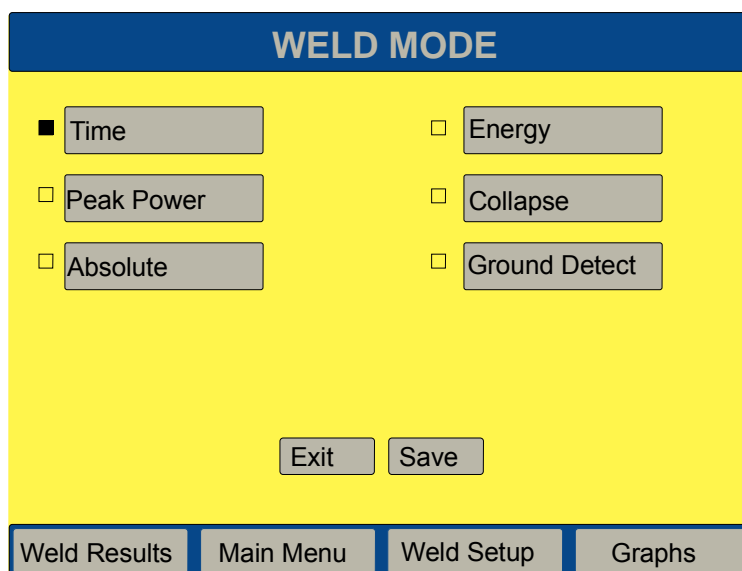 WELD MODE
Time
Energy
Peak Power
Collapse
Absolute
Ground Detect
Exit
Save
Weld Results
Main Menu
Weld Setup
Graphs